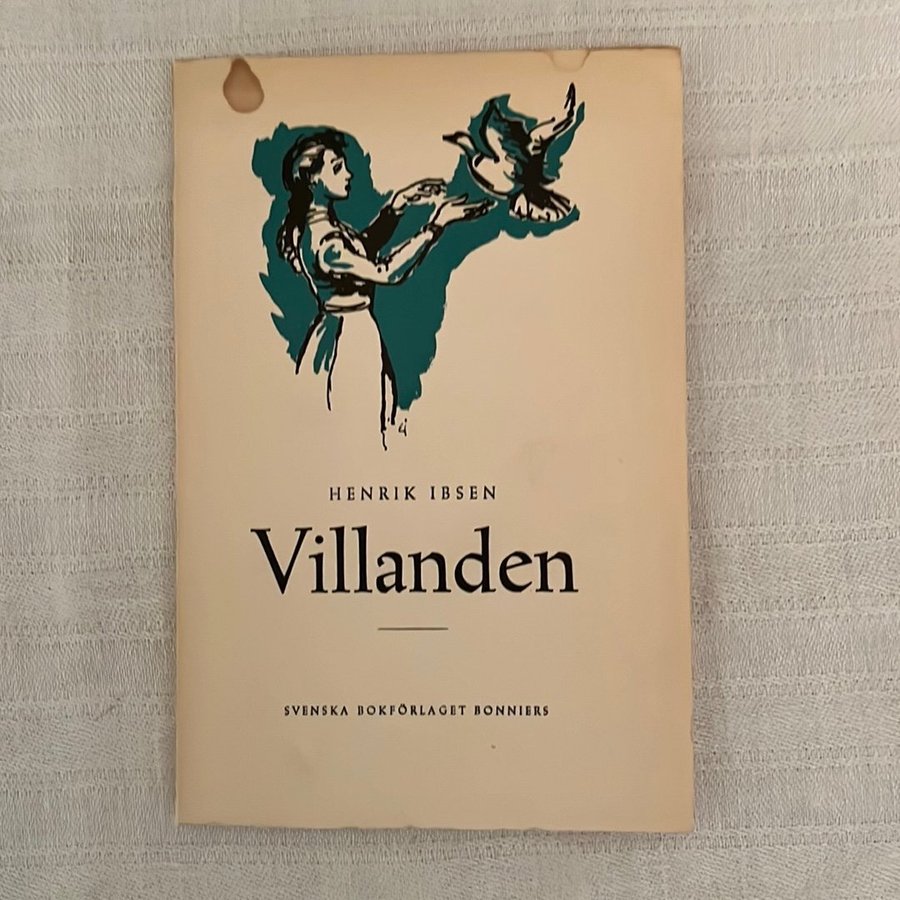 HENRIK IBSEN
Villanden
SVENSKA BOKFÖRLAGET BONNIERS